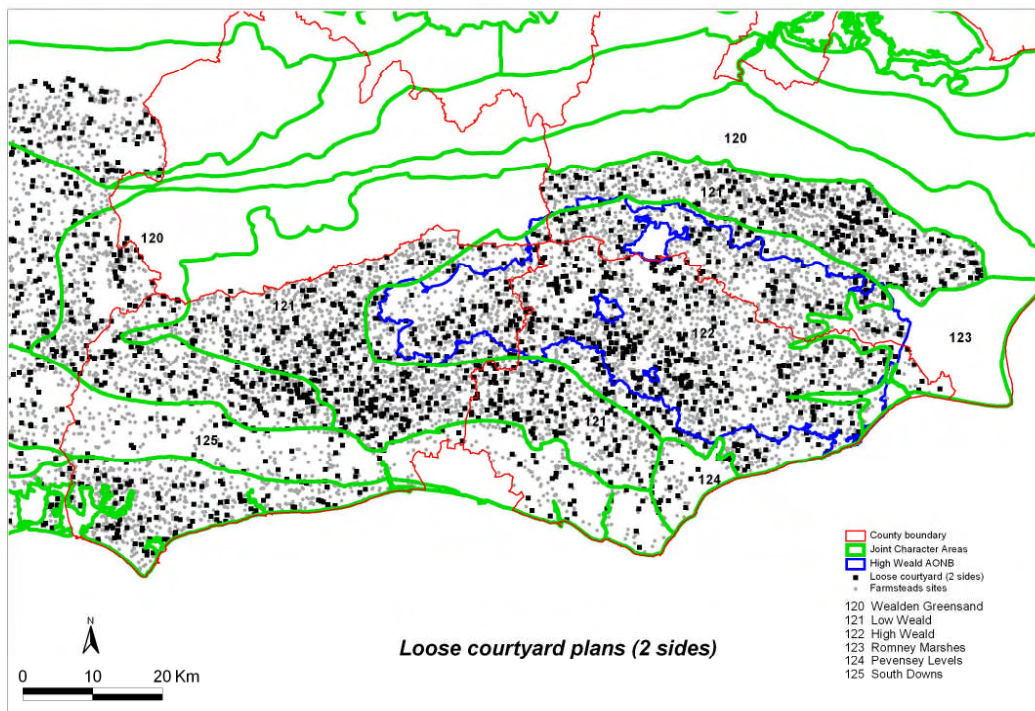 120
121
120
121
122
123
125
121
124
County boundary
Joint Character Areas
High Weald AONB
Loose courtyard (2 sides)
Farmsteads sites
120 Wealden Greensand
121 Low Weald
122 High Weald
123 Romney Marshes
124 Pevensey Levels
125 South Downs
N
Loose courtyard plans (2 sides)
0 10 20 Km